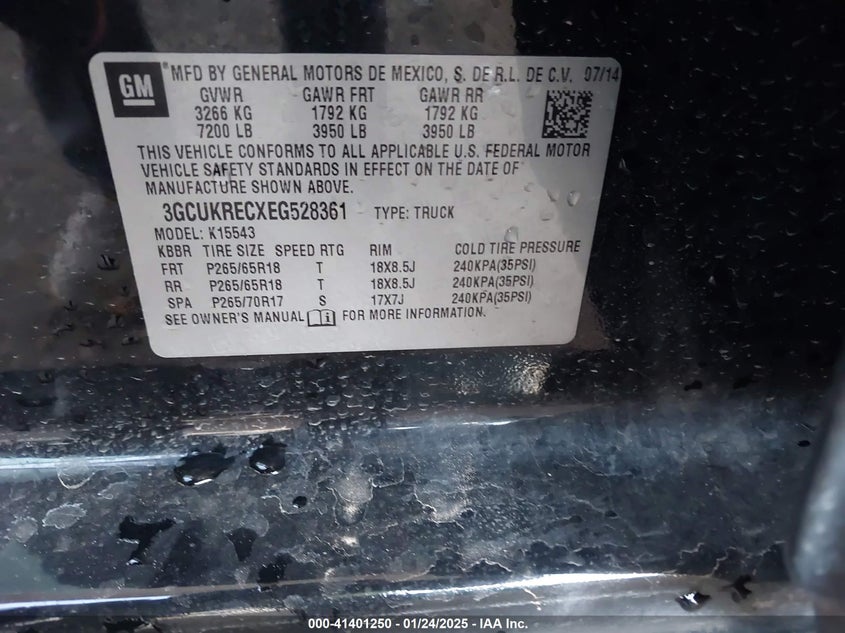 GM
® MFD BY GENERAL MOTORS DE MEXICO, S. DE R.L. DE C.V. 07/14
GVWR GAWR FRT GAWR RR
3266 KG 1792 KG 1792 KG
7200 LB 3950 LB 3950 LB
THIS VEHICLE CONFORMS TO ALL APPLICABLE U.S. FEDERAL MOTOR
VEHICLE SAFETY STANDARDS IN EFFECT ON THE DATE OF
MANUFACTURE SHOWN ABOVE.
3GCUKRECXEG528361 TYPE: TRUCK
MODEL: K15543
KBBR TIRE SIZE SPEED RTG RIM COLD TIRE PRESSURE
FRT P265/65R18 T 18X8.5J 240KPA(35PSI)
RR P265/65R18 T 18X8.5J 240KPA(35PSI)
SPA P265/70R17 S 17X7J 240KPA(35PSI)
SEE OWNER'S MANUAL i FOR MORE INFORMATION.
000-41401250 - 01/24/2025 - IAA Inc.